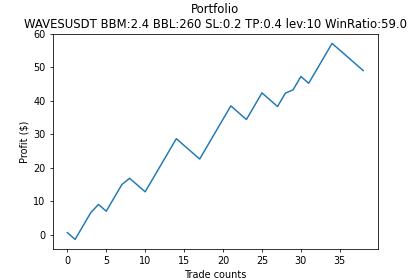 Portfolio
WAVESUSDT BBM:2.4 BBL:260 SL:0.2 TP:0.4 lev:10 WinRatio:59.0
60
50
40
30
20
10
0
Profit ($)
0 5 10 15 20 25 30 35
Trade counts